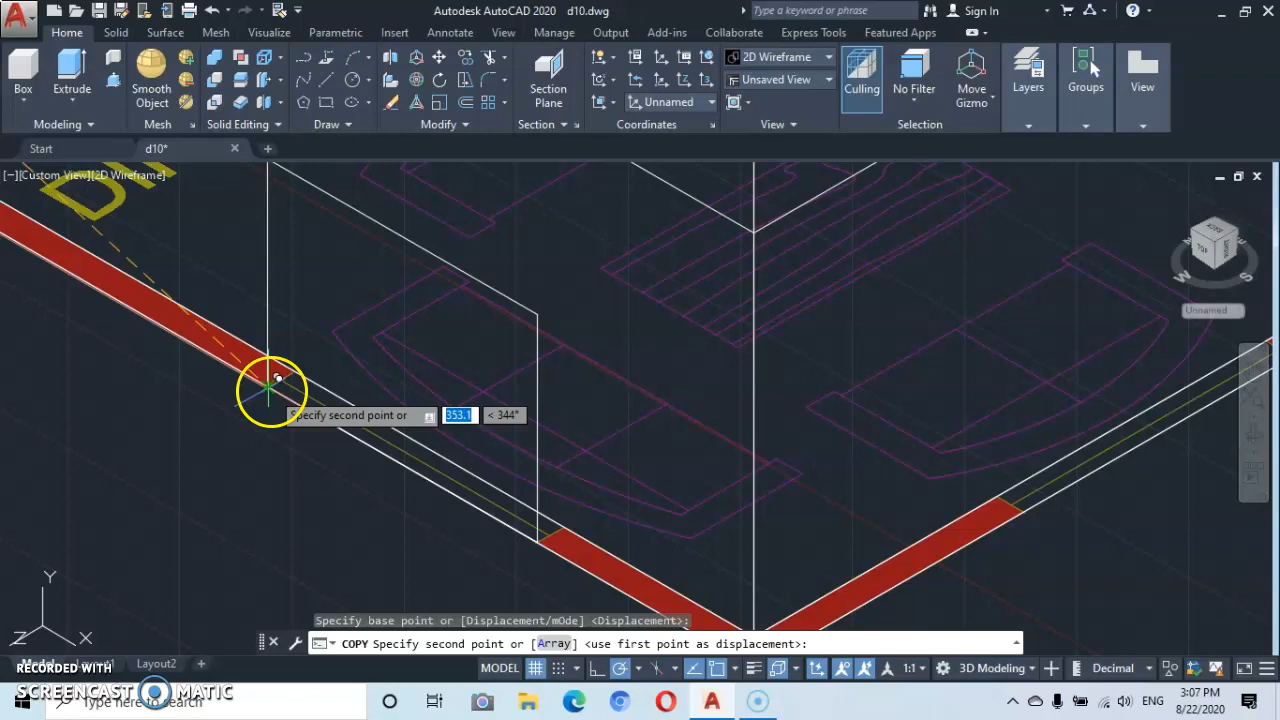 Autodesk AutoCAD 2020 d10.dwg
Type a keyword or phrase
Sign In
Home Solid Surface Mesh Visualize Parametric Insert Annotate View Manage Output Add-ins Collaborate Express Tools Featured Apps
Box
Extrude
Smooth
Object
Section
Plane
Unnamed
2D Wireframe
Unsaved View
Culling
No Filter
Move
Gizmo
Layers
Groups
View
Modeling
Mesh
Solid Editing
Draw
Modify
Section
Coordinates
View
Selection
Start
d10*
[−][Custom View][2D Wireframe]
W
S
TOP
Unnamed
Specify second point or
353.1
< 344°
Y
Z
X
Specify base point or [Displacement/mOde] <Displacement>:
COPY Specify second point or [Array] <use first point as displacement>:
Layout2
MODEL
1:1
3D Modeling
Decimal
RECORDED WITH
SCREENCAST MATIC
Type here to search
ENG
3:07 PM
8/22/2020